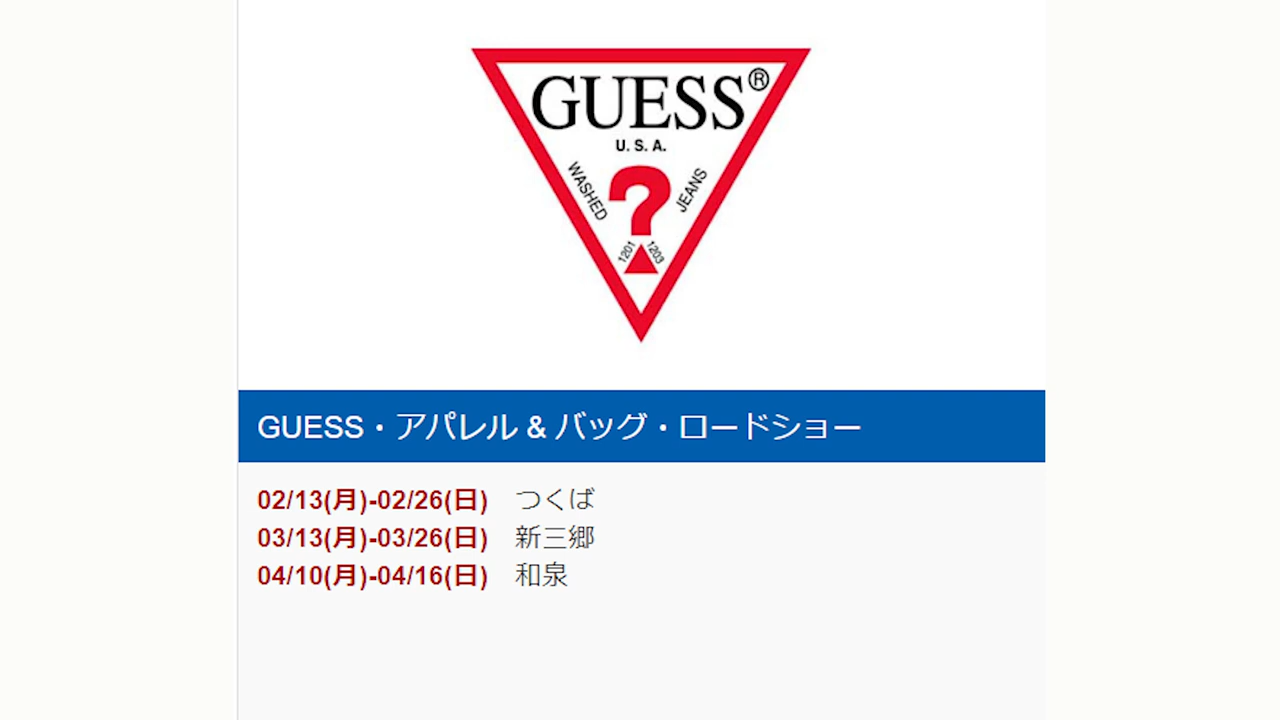 GUESS®
U. S. A.
WASHED
JEANS
?
1201
1203
GUESS・アパレル & バッグ・ロードショー
02/13(月)-02/26(日) つくば
03/13(月)-03/26(日) 新三郷
04/10(月)-04/16(日) 和泉